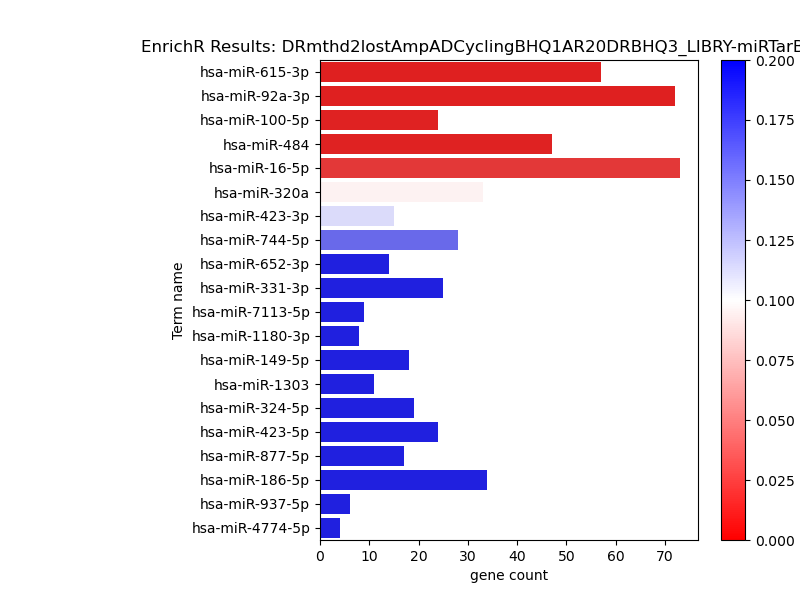 EnrichR Results: DRmthd2lostAmpADCyclingBHQ1AR20DRBHQ3_LIBRY-miRTarB
hsa-miR-615-3p
hsa-miR-92a-3p
hsa-miR-100-5p
hsa-miR-484
hsa-miR-16-5p
hsa-miR-320a
hsa-miR-423-3p
hsa-miR-744-5p
hsa-miR-652-3p
hsa-miR-331-3p
hsa-miR-7113-5p
hsa-miR-1180-3p
hsa-miR-149-5p
hsa-miR-1303
hsa-miR-324-5p
hsa-miR-423-5p
hsa-miR-877-5p
hsa-miR-186-5p
hsa-miR-937-5p
hsa-miR-4774-5p
Term name
0 10 20 30 40 50 60 70
gene count
0.200
0.175
0.150
0.125
0.100
0.075
0.050
0.025
0.000